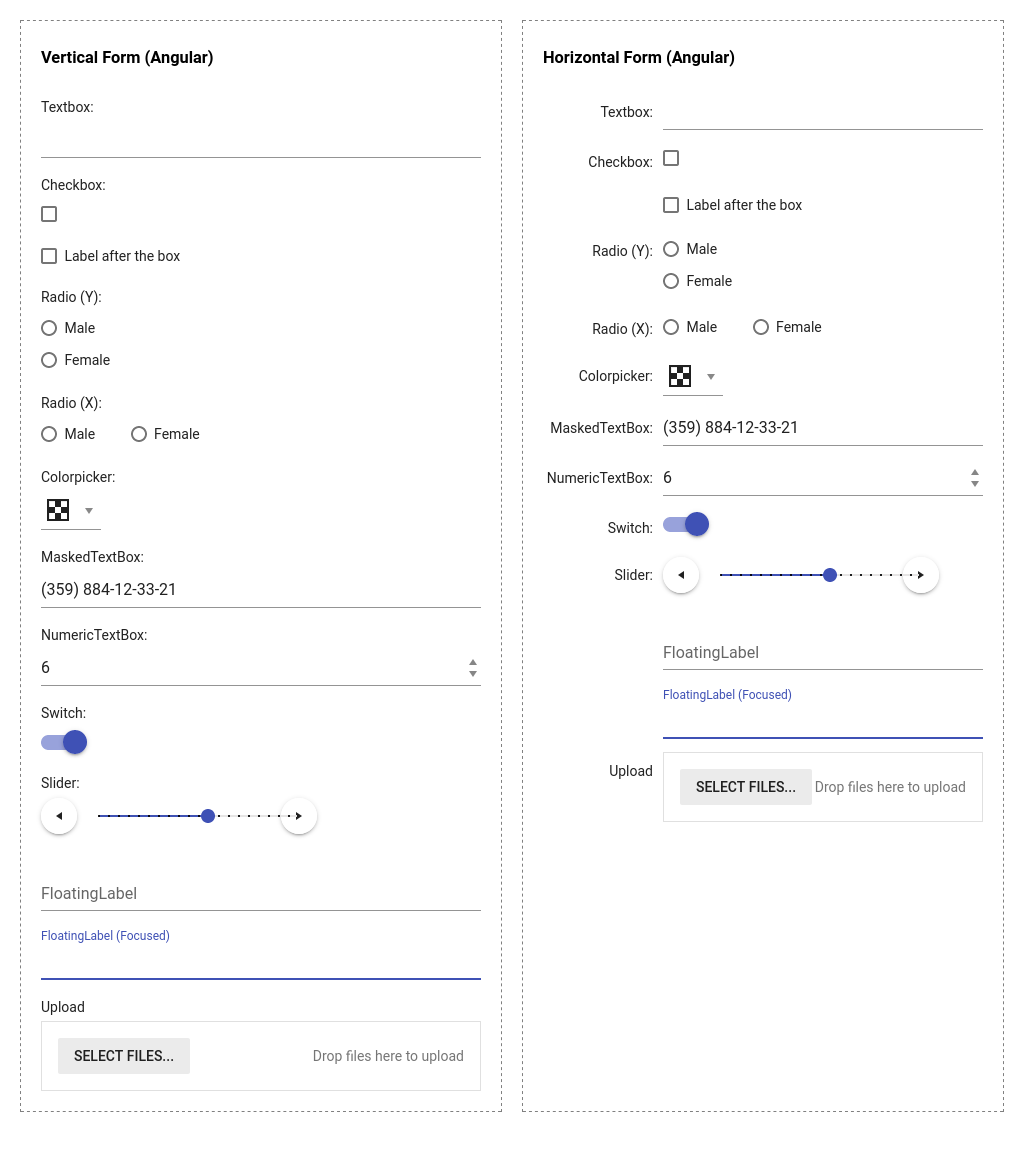 Vertical Form (Angular)
Textbox:
Checkbox:
Label after the box
Radio (Y):
Male
Female
Radio (X):
Male Female
Colorpicker:
MaskedTextBox:
(359) 884-12-33-21
NumericTextBox:
6
Switch:
Slider:
FloatingLabel
FloatingLabel (Focused)
Upload
SELECT FILES... Drop files here to upload
Horizontal Form (Angular)
Textbox:
Checkbox:
Label after the box
Radio (Y): Male
Female
Radio (X): Male Female
Colorpicker:
MaskedTextBox: (359) 884-12-33-21
NumericTextBox: 6
Switch:
Slider:
FloatingLabel
FloatingLabel (Focused)
Upload SELECT FILES... Drop files here to upload